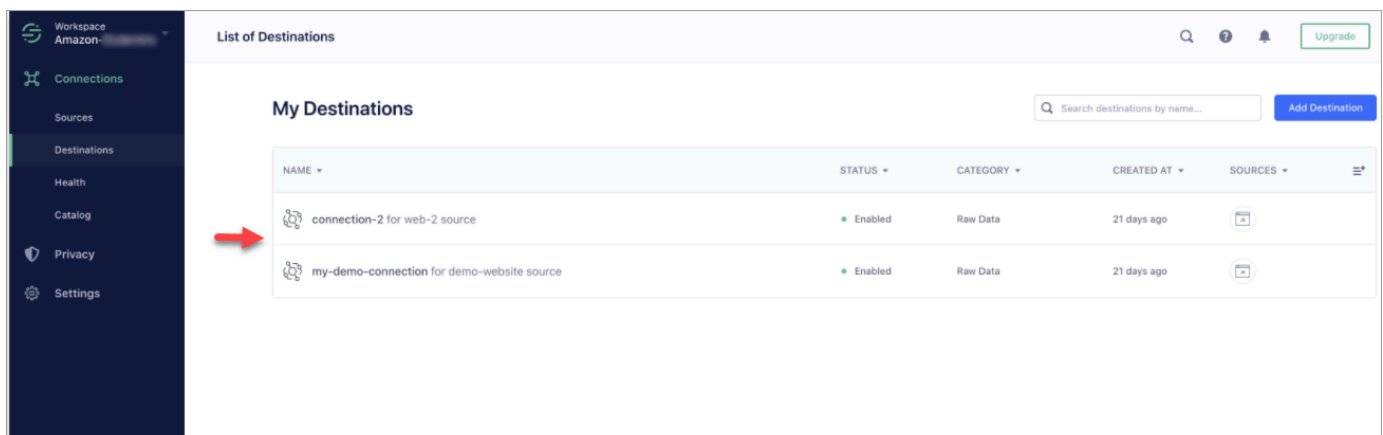 Workspace
Amazon-
Connections
Sources
Destinations
Health
Catalog
Privacy
Settings
List of Destinations
Upgrade
My Destinations
Search destinations by name...
Add Destination
NAME STATUS CATEGORY CREATED AT SOURCES
connection-2 for web-2 source Enabled Raw Data 21 days ago
my-demo-connection for demo-website source Enabled Raw Data 21 days ago